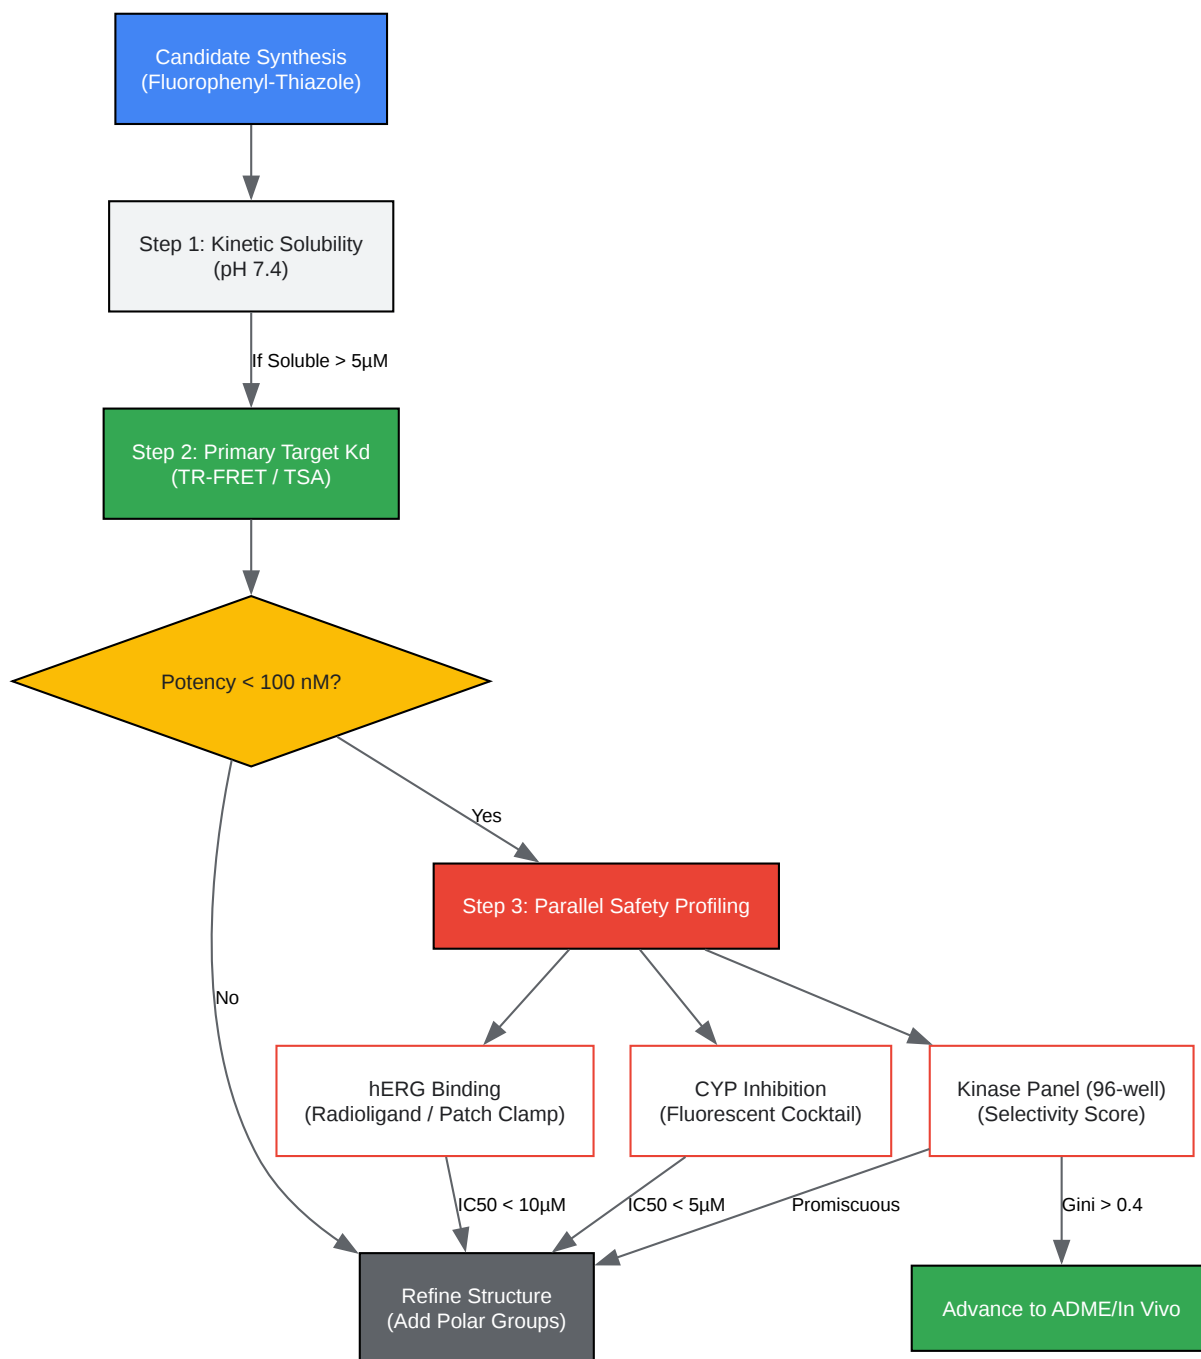 Candidate Synthesis
(Fluorophenyl-Thiazole)
Step 1: Kinetic Solubility
(pH 7.4)
If Soluble > 5µM
Step 2: Primary Target Kd
(TR-FRET / TSA)
Potency < 100 nM?
Yes
Step 3: Parallel Safety Profiling
No
hERG Binding
(Radioligand / Patch Clamp)
CYP Inhibition
(Fluorescent Cocktail)
Kinase Panel (96-well)
(Selectivity Score)
IC50 < 10µM
IC50 < 5µM
Promiscuous
Gini > 0.4
Refine Structure
(Add Polar Groups)
Advance to ADME/In Vivo